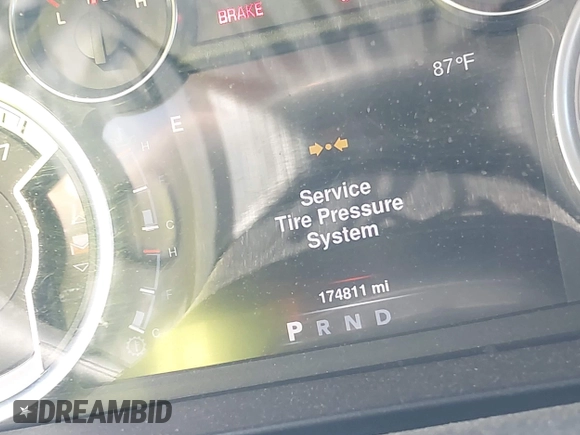 L H
BRAKE
87°F
E
H
Service
Tire Pressure
System
C
H
174811 mi
P R N D
C
DREAMBID